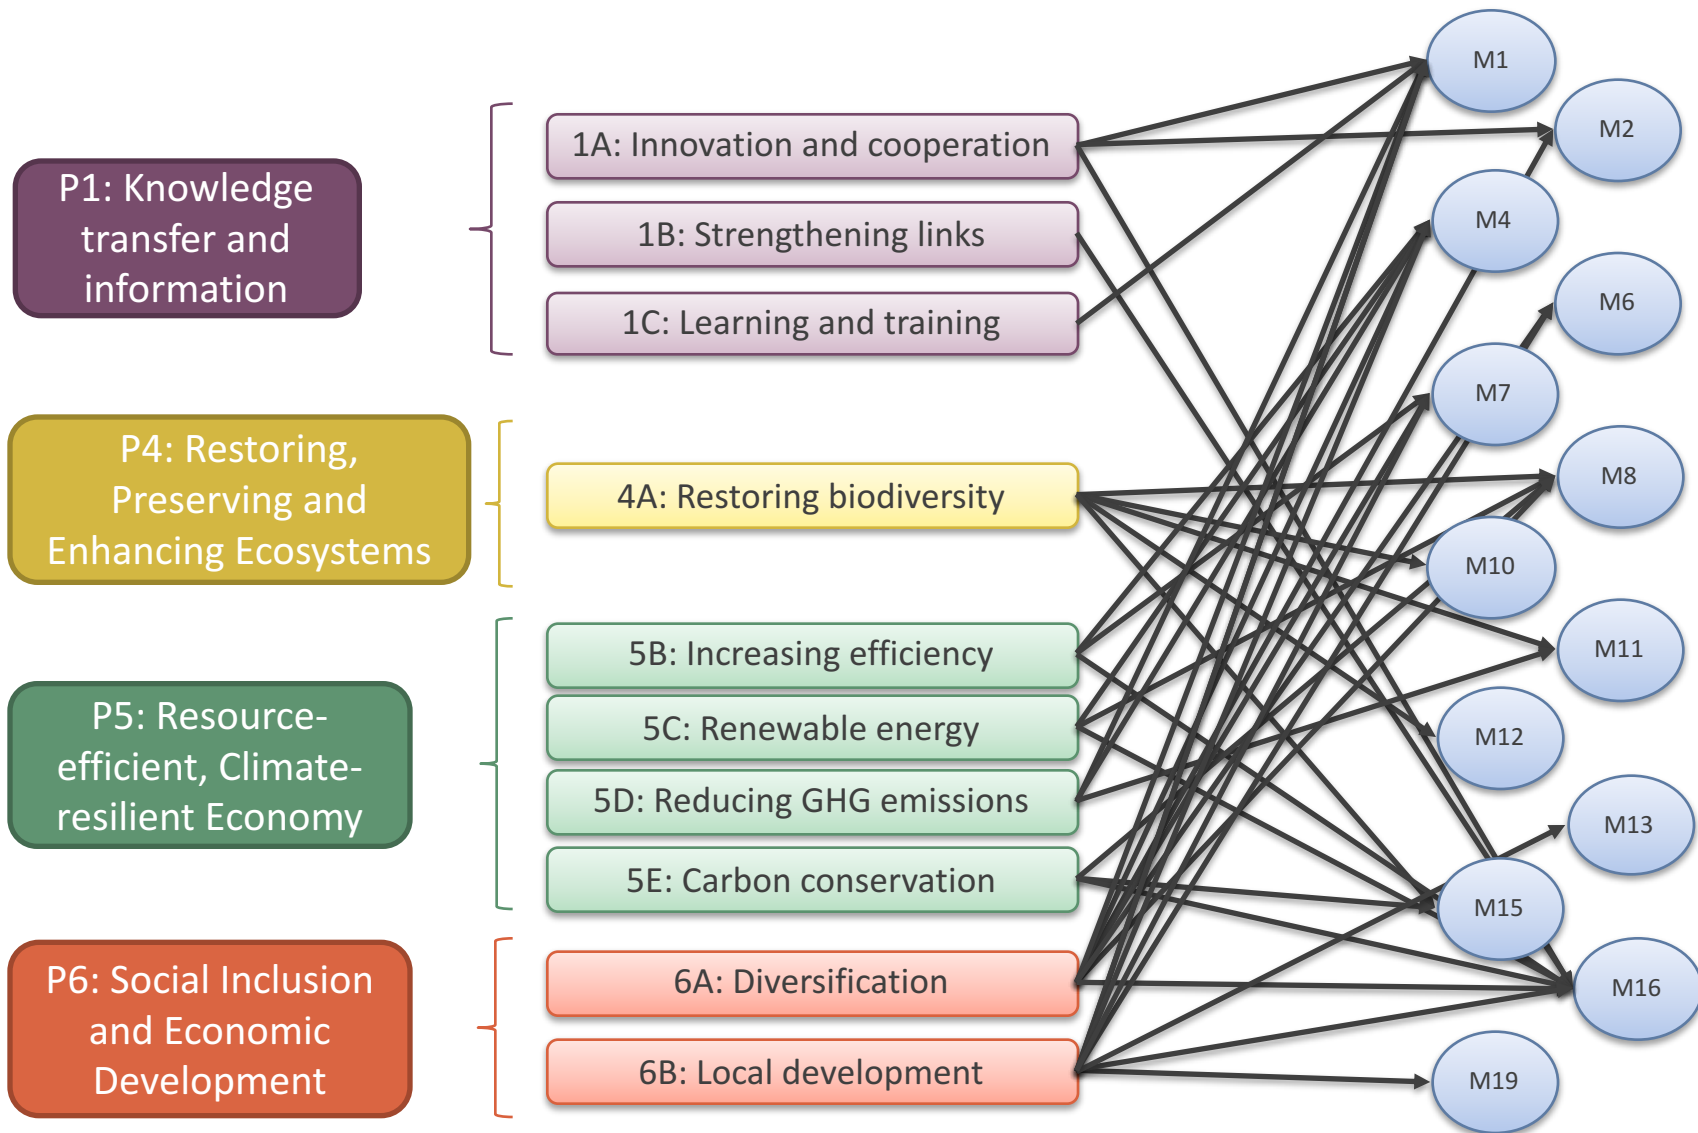 P1: Knowledge
transfer and
information
1A: Innovation and cooperation
1B: Strengthening links
1C: Learning and training
P4: Restoring,
Preserving and
Enhancing Ecosystems
4A: Restoring biodiversity
P5: Resource-
efficient, Climate-
resilient Economy
5B: Increasing efficiency
5C: Renewable energy
5D: Reducing GHG emissions
5E: Carbon conservation
P6: Social Inclusion
and Economic
Development
6A: Diversification
6B: Local development
M1
M2
M4
M6
M7
M8
M10
M11
M12
M13
M15
M16
M19